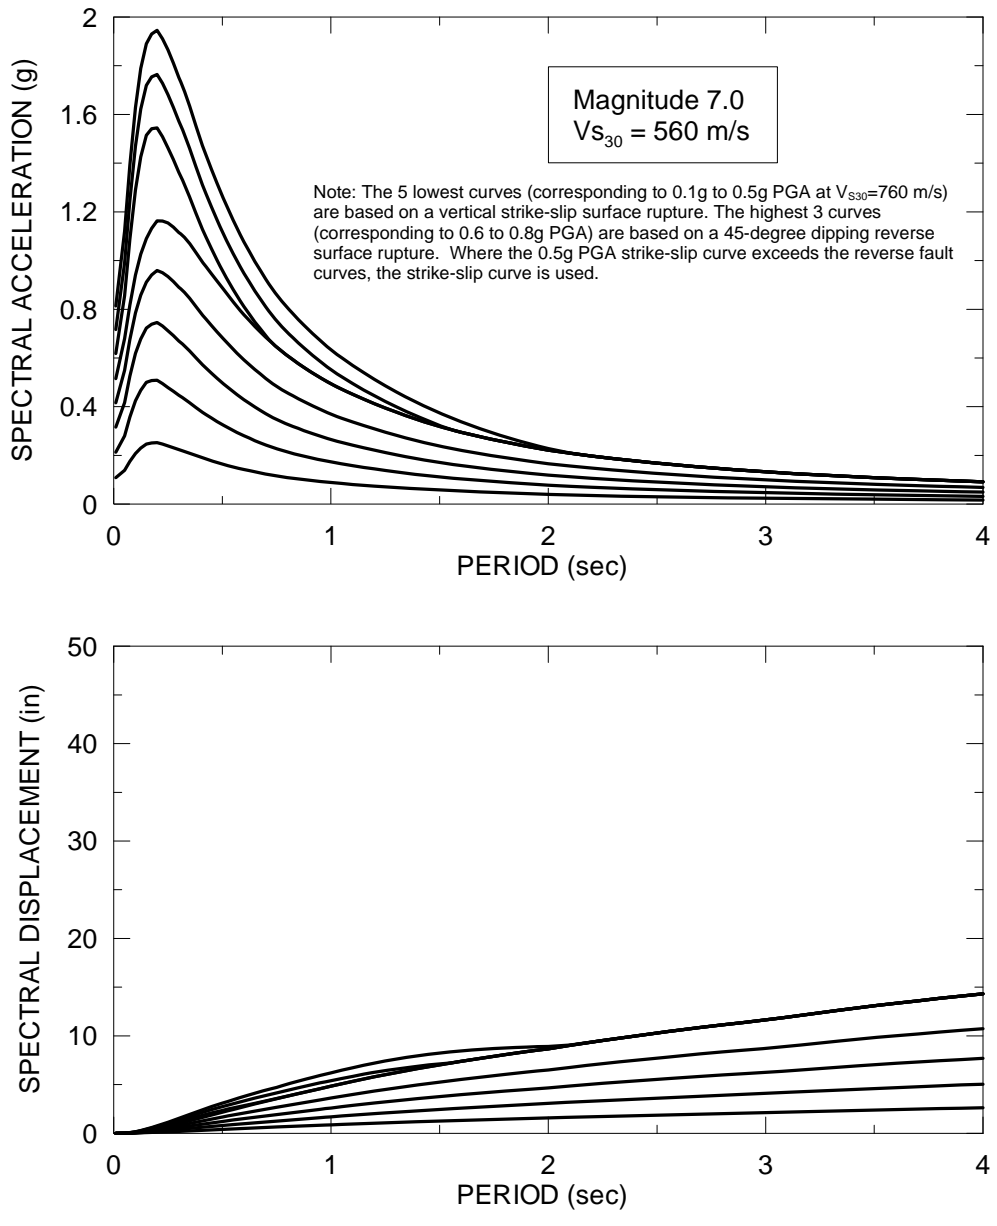 2
1.6
1.2
0.8
0.4
0
SPECTRAL ACCELERATION (g)
Magnitude 7.0
Vs30 = 560 m/s
Note: The 5 lowest curves (corresponding to 0.1g to 0.5g PGA at VS30=760 m/s)
are based on a vertical strike-slip surface rupture. The highest 3 curves
(corresponding to 0.6 to 0.8g PGA) are based on a 45-degree dipping reverse
surface rupture.  Where the 0.5g PGA strike-slip curve exceeds the reverse fault
curves, the strike-slip curve is used.
0 1 2 3 4
PERIOD (sec)
50
40
30
20
10
0
SPECTRAL DISPLACEMENT (in)
0 1 2 3 4
PERIOD (sec)